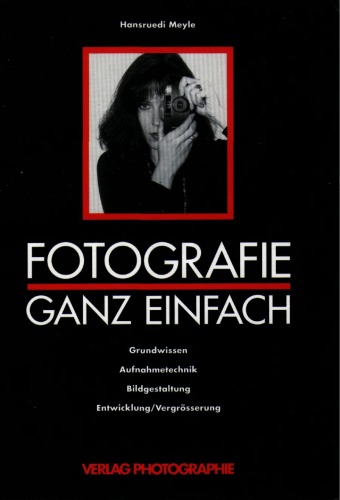 Hansruedi Meyle
FOTOGRAFIE
GANZ EINFACH
Grundwissen
Aufnahmetechnik
Bildgestaltung
Entwicklung/Vergrösserung
VERLAG PHOTOGRAPHIE